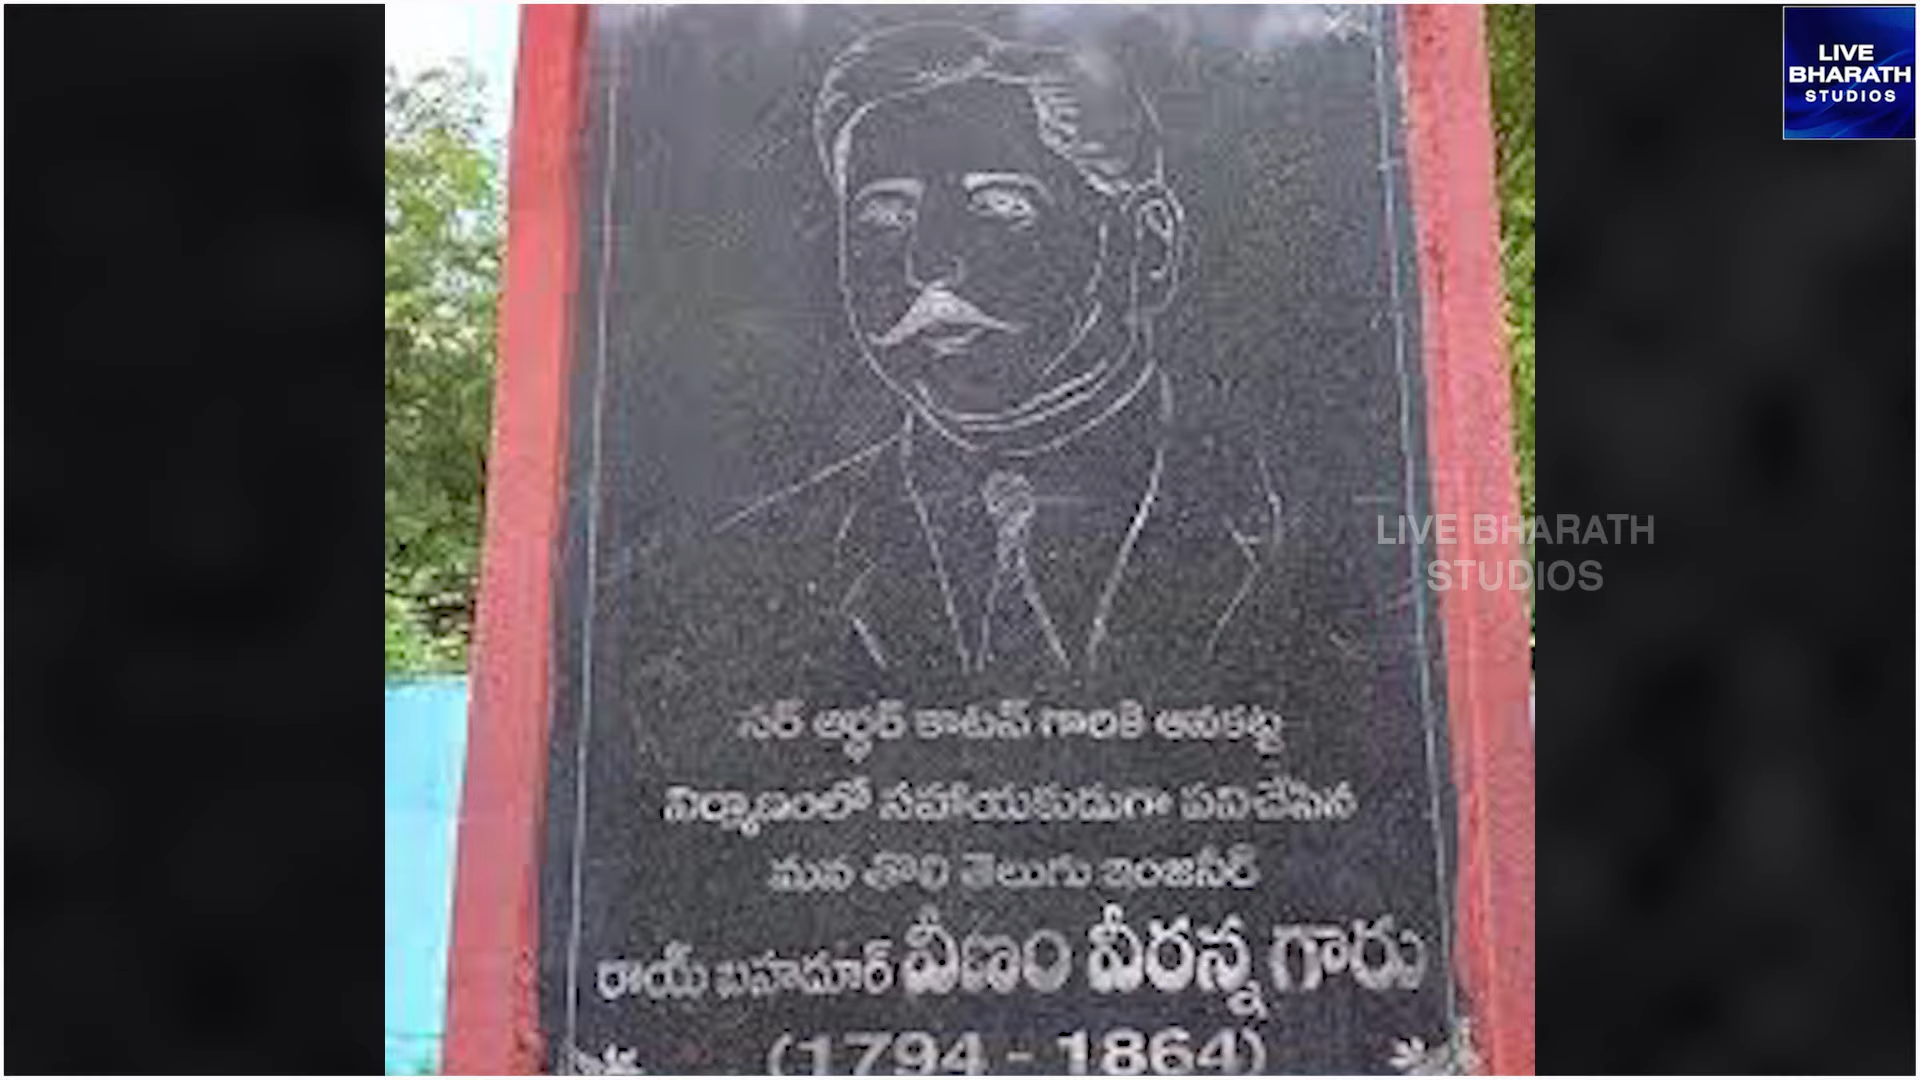 LIVE
BHARATH
STUDIOS
LIVE BHARATH
STUDIOS
సర్ ఆర్థర్ కాటన్ గారికి ఆనకట్ట
నిర్మాణంలో సహాయకుడుగా పనిచేసిన
మన తొలి తెలుగు ఇంజనీర్
రాయ్ బహదూర్ వీణం వీరన్న గారు
(1794 - 1864)